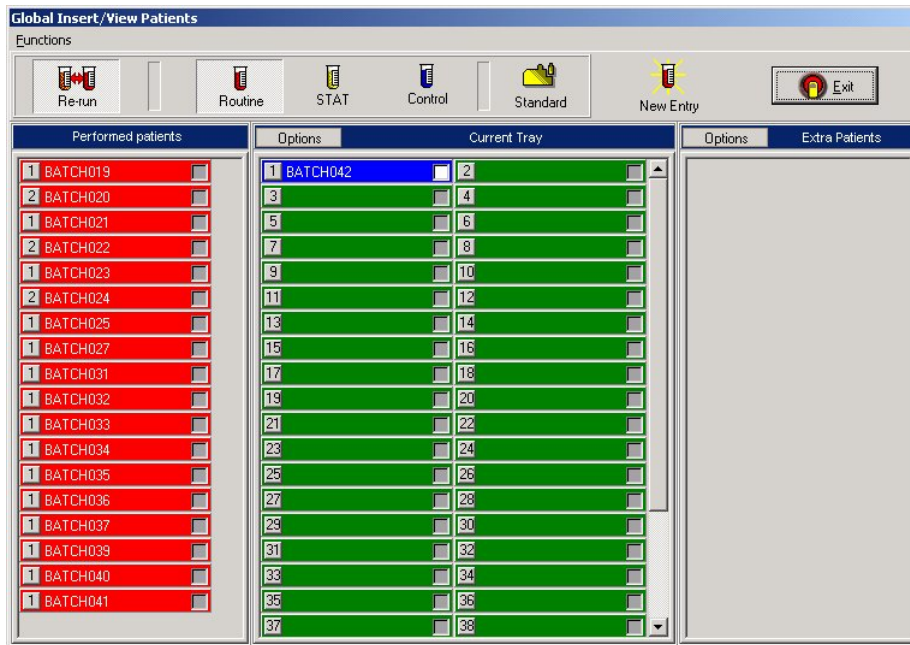 Global Insert/View Patients
Functions
Re-run Routine STAT Control Standard New Entry Exit
Performed patients
1 BATCH019
2 BATCH020
1 BATCH021
2 BATCH022
1 BATCH023
2 BATCH024
1 BATCH025
1 BATCH027
1 BATCH031
1 BATCH032
1 BATCH033
1 BATCH034
1 BATCH035
1 BATCH036
1 BATCH037
1 BATCH039
1 BATCH040
1 BATCH041
Options Current Tray
1 BATCH042 2
3 4
5 6
7 8
9 10
11 12
13 14
15 16
17 18
19 20
21 22
23 24
25 26
27 28
29 30
31 32
33 34
35 36
37 38
Options Extra Patients